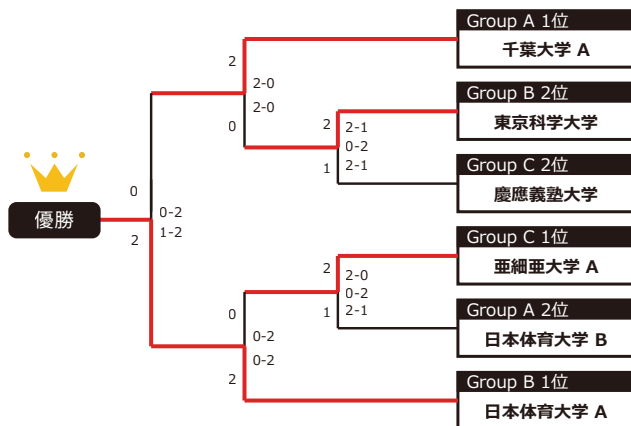 Group A 1位
千葉大学 A
2
2-0
2-0
0
Group B 2位
東京科学大学
2
2-1
0-2
2-1
1
Group C 2位
慶應義塾大学
優勝
0
0-2
1-2
2
Group C 1位
亜細亜大学 A
2
2-0
0-2
2-1
1
Group A 2位
日本体育大学 B
0
0-2
0-2
2
Group B 1位
日本体育大学 A